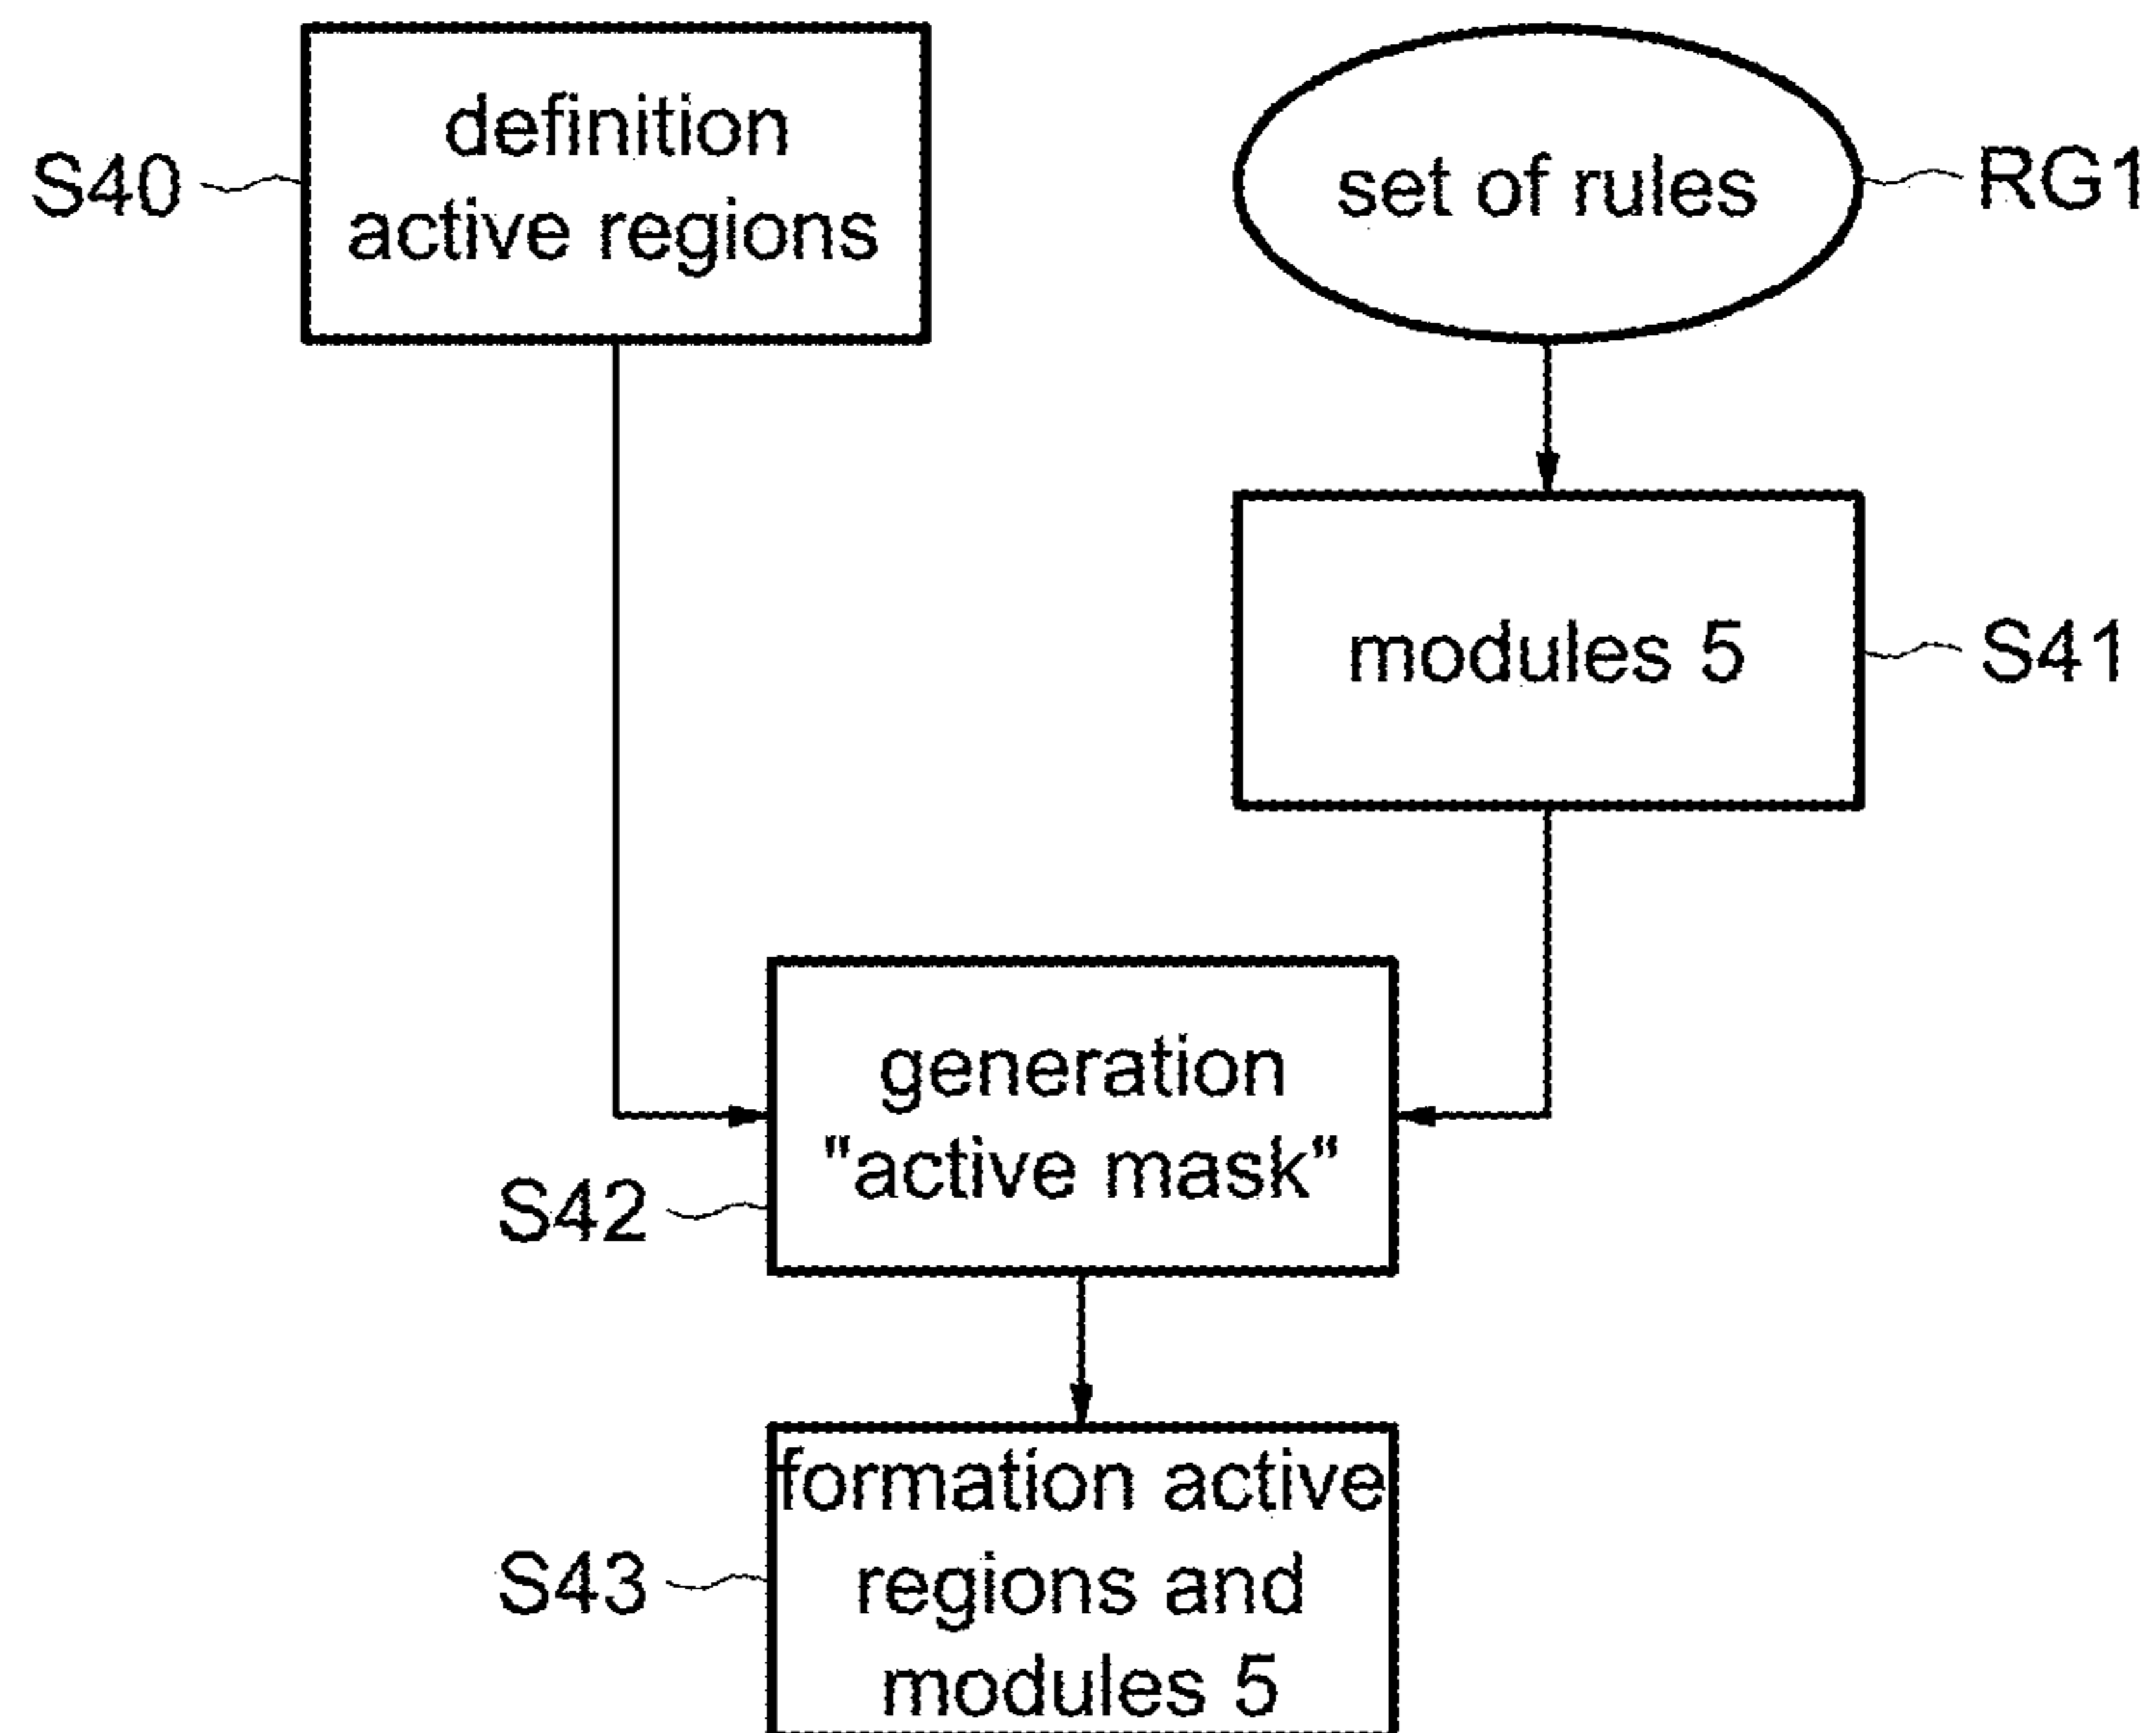 definition
active regions
S40
set of rules
RG1
modules 5
S41
generation
"active mask“
S42
formation active
regions and
modules 5
S43